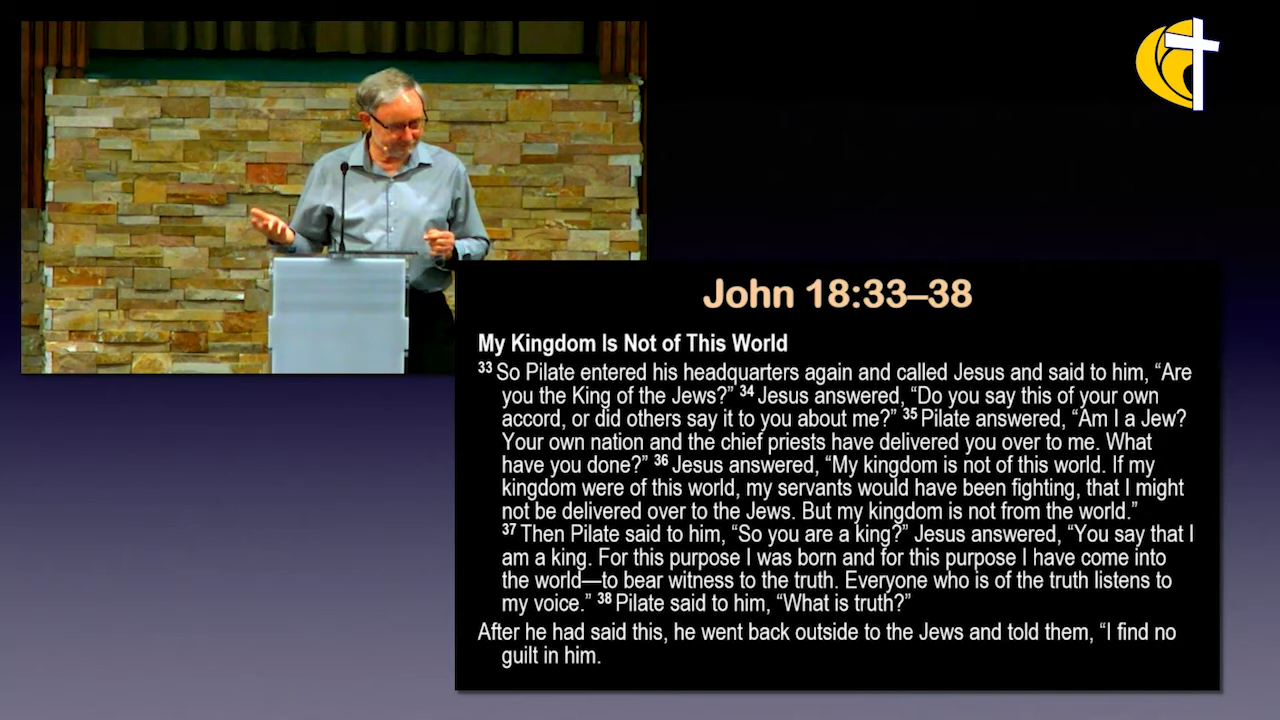 John 18:33–38
My Kingdom Is Not of This World
33 So Pilate entered his headquarters again and called Jesus and said to him, “Are
you the King of the Jews?” 34 Jesus answered, “Do you say this of your own
accord, or did others say it to you about me?” 35 Pilate answered, “Am I a Jew?
Your own nation and the chief priests have delivered you over to me. What
have you done?” 36 Jesus answered, “My kingdom is not of this world. If my
kingdom were of this world, my servants would have been fighting, that I might
not be delivered over to the Jews. But my kingdom is not from the world.”
37 Then Pilate said to him, “So you are a king?” Jesus answered, “You say that I
am a king. For this purpose I was born and for this purpose I have come into
the world—to bear witness to the truth. Everyone who is of the truth listens to
my voice.” 38 Pilate said to him, “What is truth?”
After he had said this, he went back outside to the Jews and told them, “I find no
guilt in him.